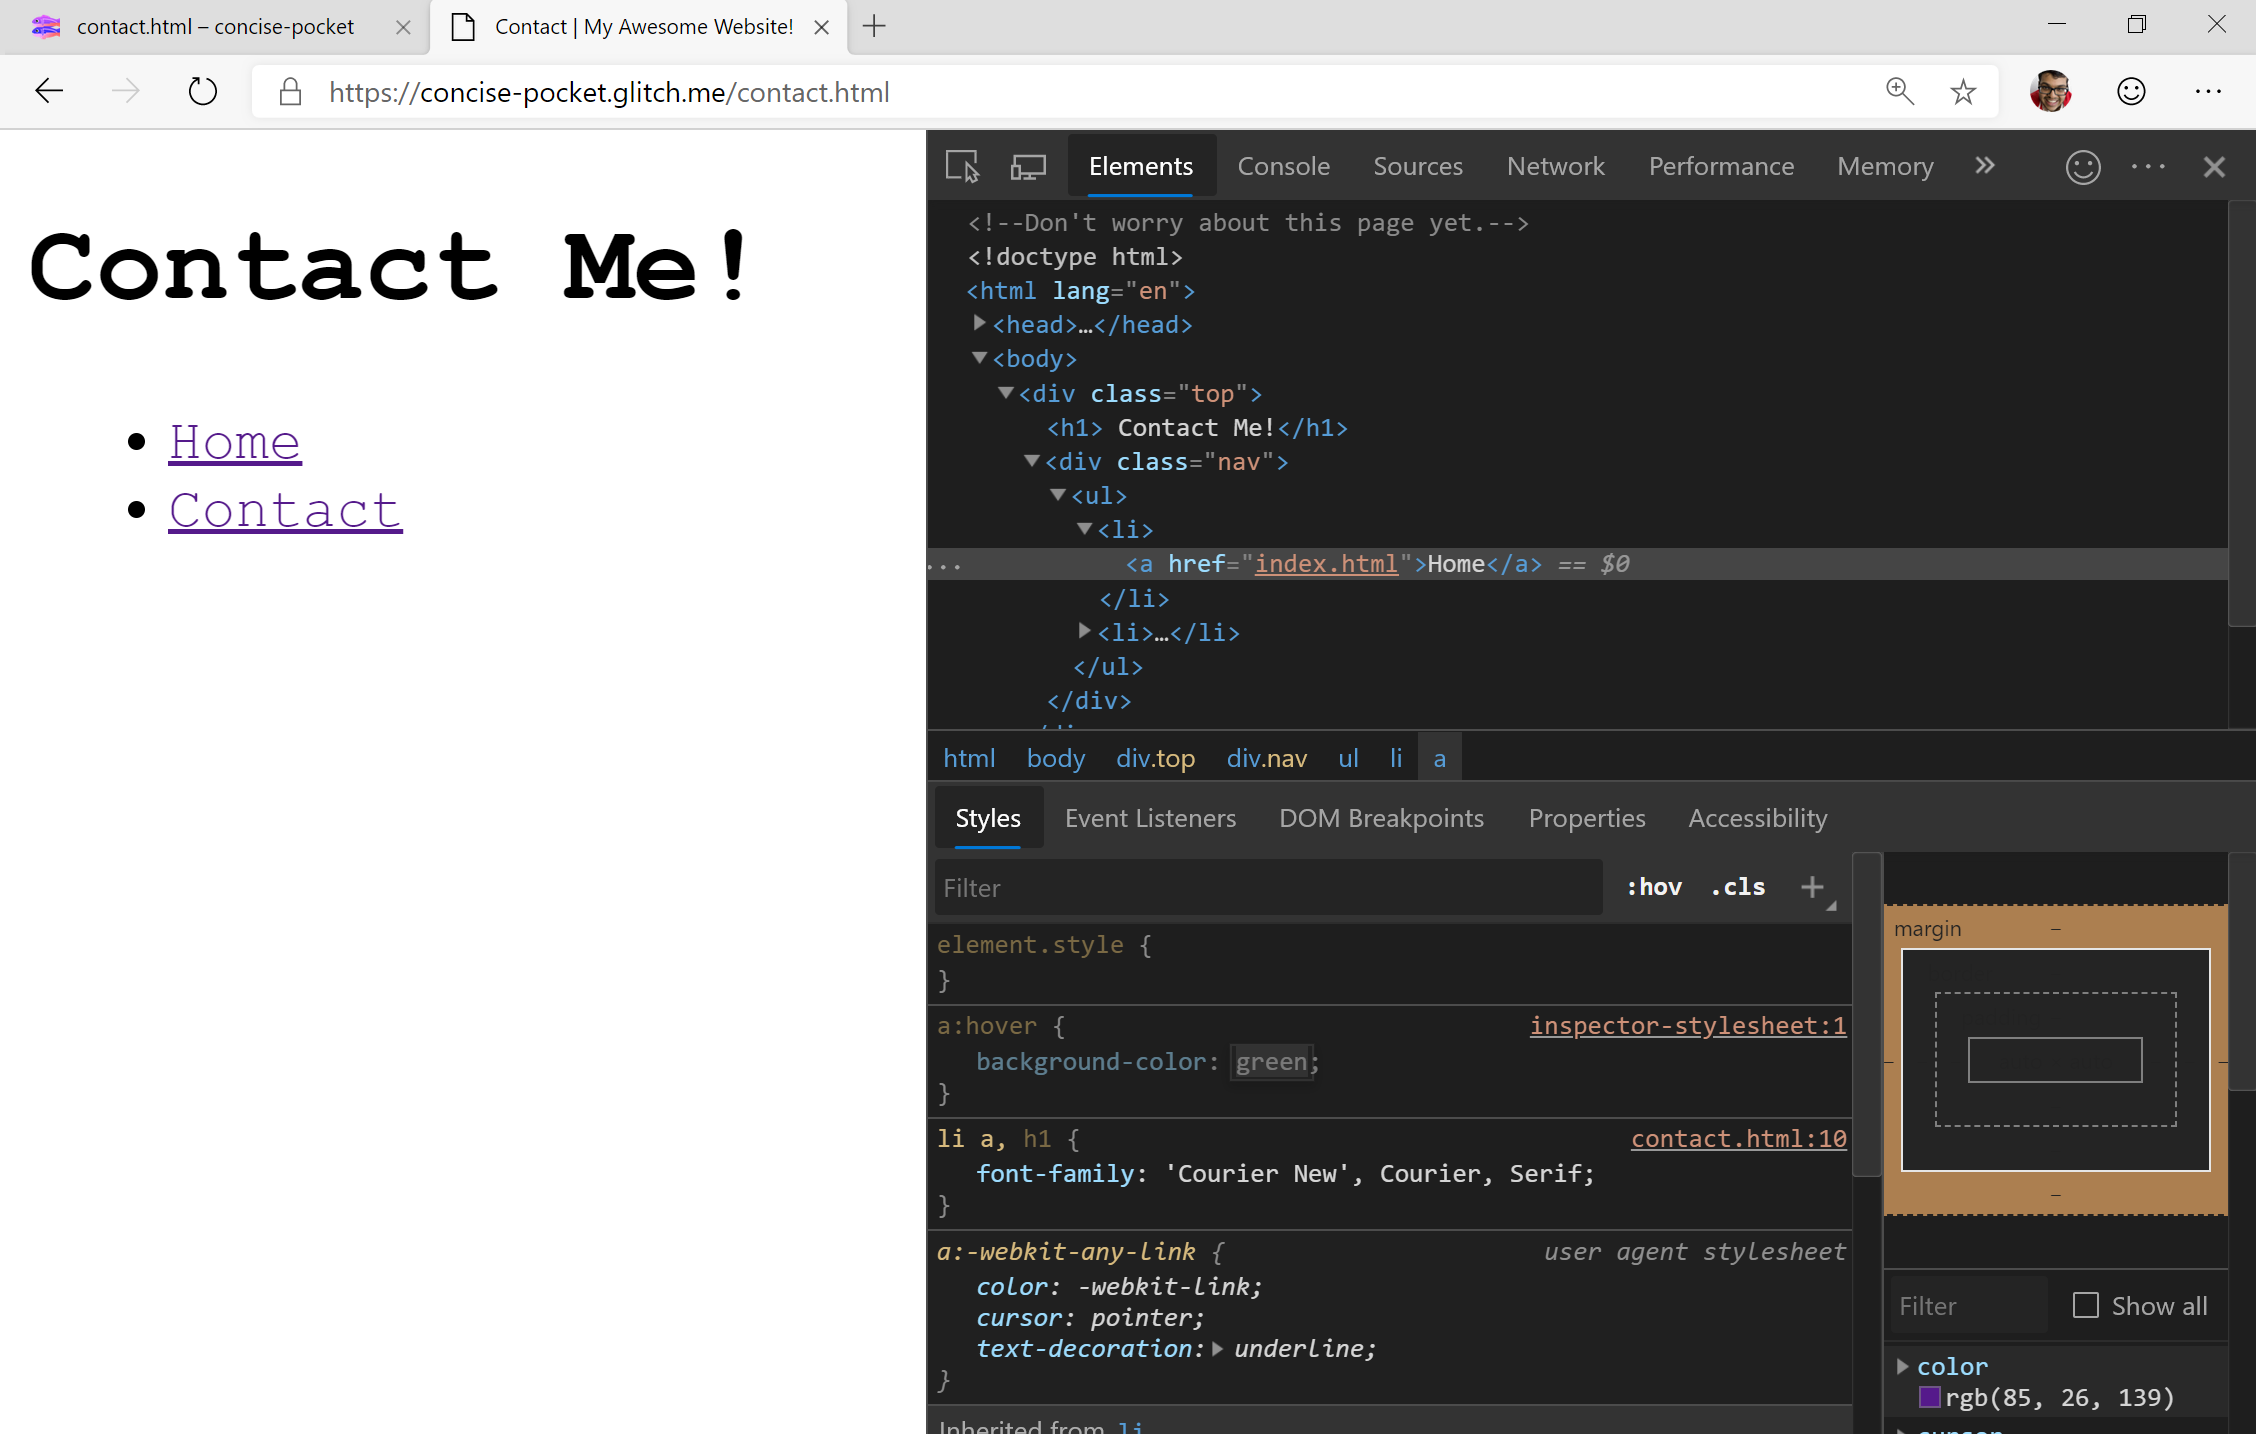 contact.html – concise-pocket
Contact | My Awesome Website!
https://concise-pocket.glitch.me/contact.html
Contact Me!
Home
Contact
Elements Console Sources Network Performance Memory
<!--Don't worry about this page yet.-->
<!doctype html>
<html lang="en">
<head>…</head>
<body>
<div class="top">
<h1> Contact Me!</h1>
<div class="nav">
<ul>
<li>
<a href="index.html">Home</a> == $0
</li>
<li>…</li>
</ul>
</div>
html body div.top div.nav ul li a
Styles Event Listeners DOM Breakpoints Properties Accessibility
Filter :hov .cls
element.style {
}
a:hover { inspector-stylesheet:1
background-color: green;
}
li a, h1 { contact.html:10
font-family: 'Courier New', Courier, Serif;
}
a:-webkit-any-link { user agent stylesheet
color: -webkit-link;
cursor: pointer;
text-decoration: underline;
}
Inherited from li
margin –
–
–
–
Filter Show all
color
rgb(85, 26, 139)
cursor